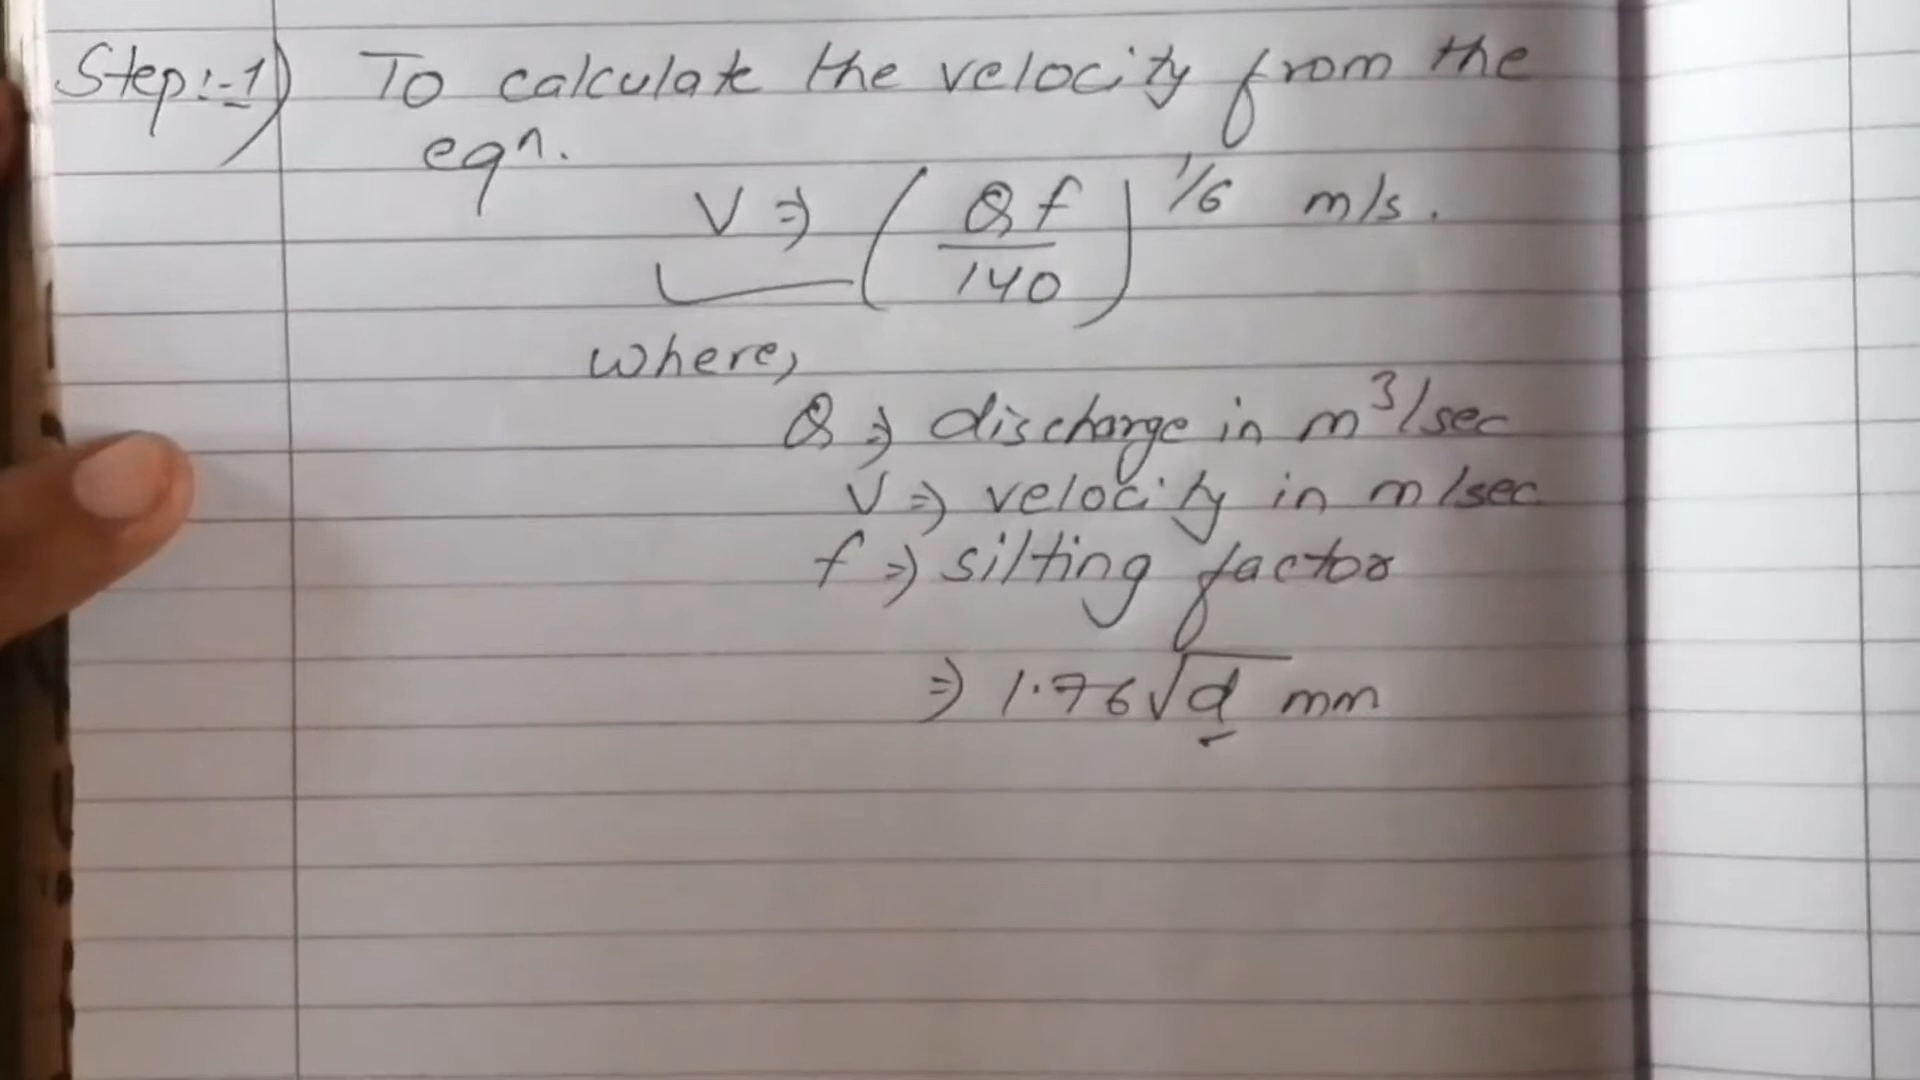 Step:-1) To calculate the velocity from the
eqn.
V ⇒ (Qf/140)^1/6 m/s.
where,
Q ⇒ discharge in m³/sec
V ⇒ velocity in m/sec
f ⇒ silting factor
⇒ 1.76√d mm